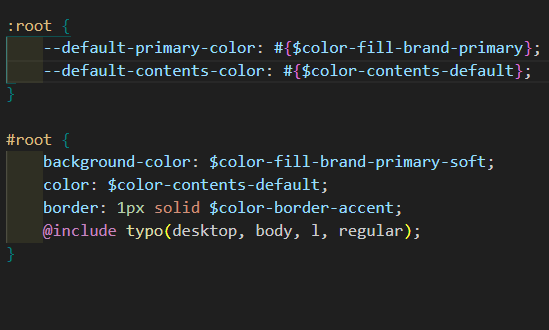 :root {
--default-primary-color: #{$color-fill-brand-primary};
--default-contents-color: #{$color-contents-default};
}
#root {
background-color: $color-fill-brand-primary-soft;
color: $color-contents-default;
border: 1px solid $color-border-accent;
@include typo(desktop, body, l, regular);
}